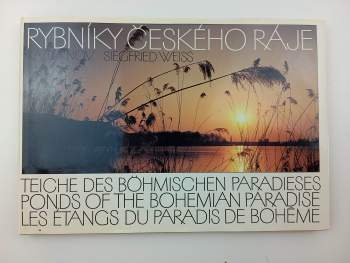 RYBNÍKY ČESKÉHO RÁJE
SIEGFRIED WEISS
TEICHE DES BÖHMISCHEN PARADIESES
PONDS OF THE BOHEMIAN PARADISE
LES ÉTANGS DU PARADIS DE BOHÊME